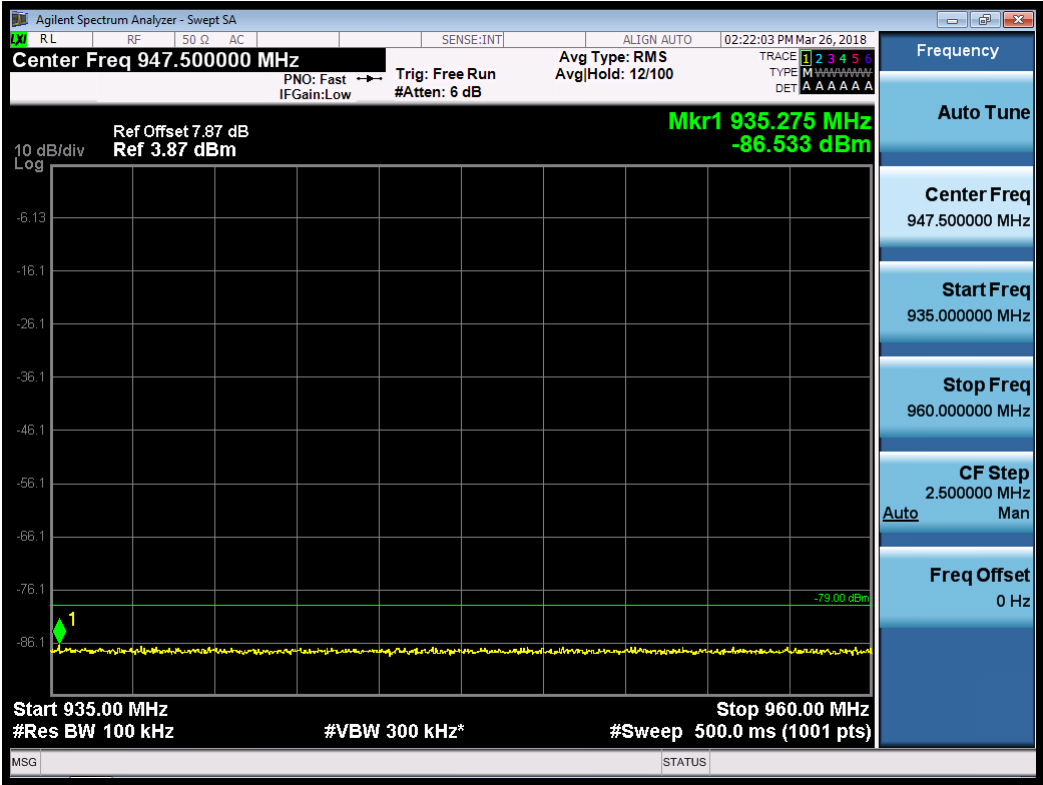 Agilent Spectrum Analyzer - Swept SA
LXI RL RF 50 Ω AC SENSE:INT ALIGN AUTO 02:22:03 PM Mar 26, 2018
Center Freq 947.500000 MHz
PNO: Fast
IFGain:Low
Trig: Free Run
#Atten: 6 dB
Avg Type: RMS
Avg|Hold: 12/100
TRACE 1 2 3 4 5 6
TYPE M WWWWW
DET A A A A A A
Mkr1 935.275 MHz
-86.533 dBm
Ref Offset 7.87 dB
10 dB/div Ref 3.87 dBm
Log
-6.13
-16.1
-26.1
-36.1
-46.1
-56.1
-66.1
-76.1
-79.00 dBm
1
-86.1
Start 935.00 MHz Stop 960.00 MHz
#Res BW 100 kHz #VBW 300 kHz* #Sweep 500.0 ms (1001 pts)
MSG STATUS
Frequency
Auto Tune
Center Freq
947.500000 MHz
Start Freq
935.000000 MHz
Stop Freq
960.000000 MHz
CF Step
2.500000 MHz
Auto Man
Freq Offset
0 Hz